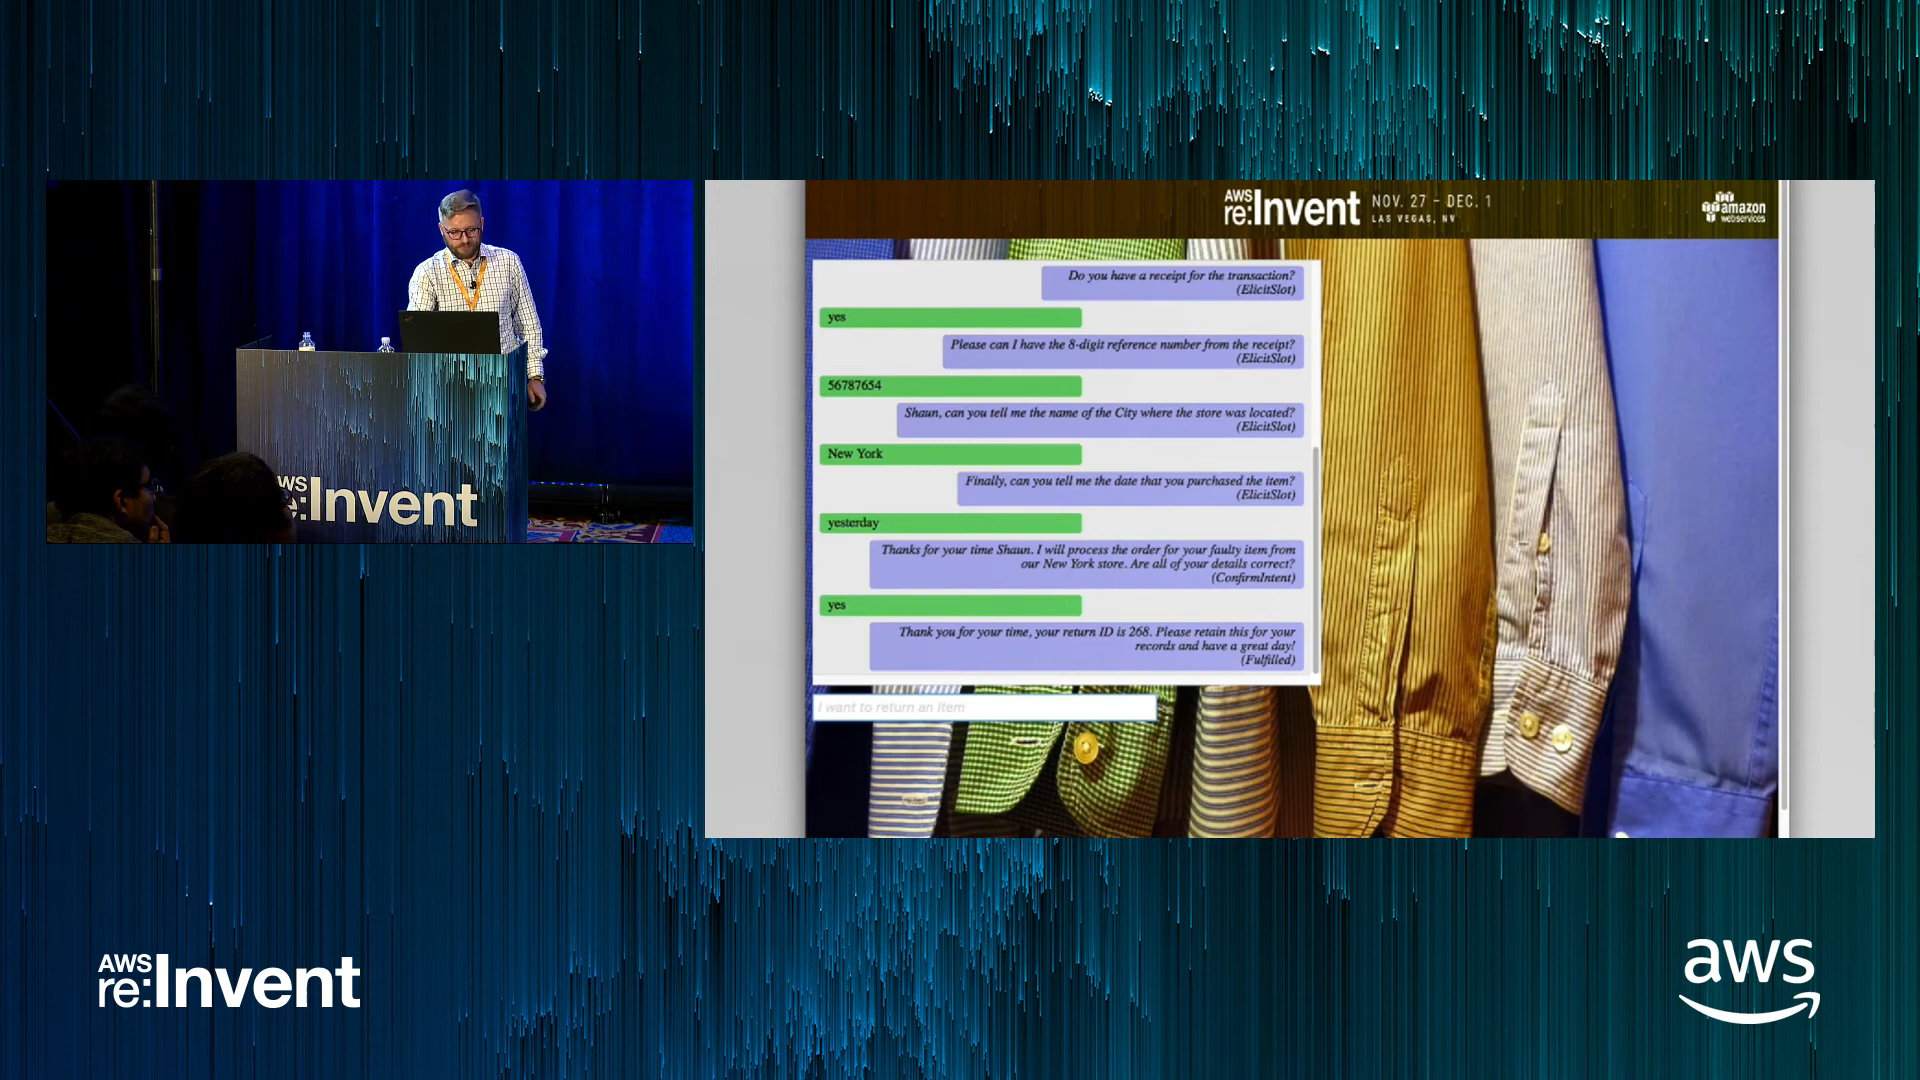 AWS
re:Invent
NOV. 27 – DEC. 1
LAS VEGAS, NV
amazon
webservices
Do you have a receipt for the transaction?
(ElicitSlot)
yes
Please can I have the 8-digit reference number from the receipt?
(ElicitSlot)
56787654
Shaun, can you tell me the name of the City where the store was located?
(ElicitSlot)
New York
Finally, can you tell me the date that you purchased the item?
(ElicitSlot)
yesterday
Thanks for your time Shaun. I will process the order for your faulty item from
our New York store. Are all of your details correct?
(ConfirmIntent)
yes
Thank you for your time, your return ID is 268. Please retain this for your
records and have a great day!
(Fulfilled)
I want to return an item
WS
e:Invent
AWS
re:Invent
aws